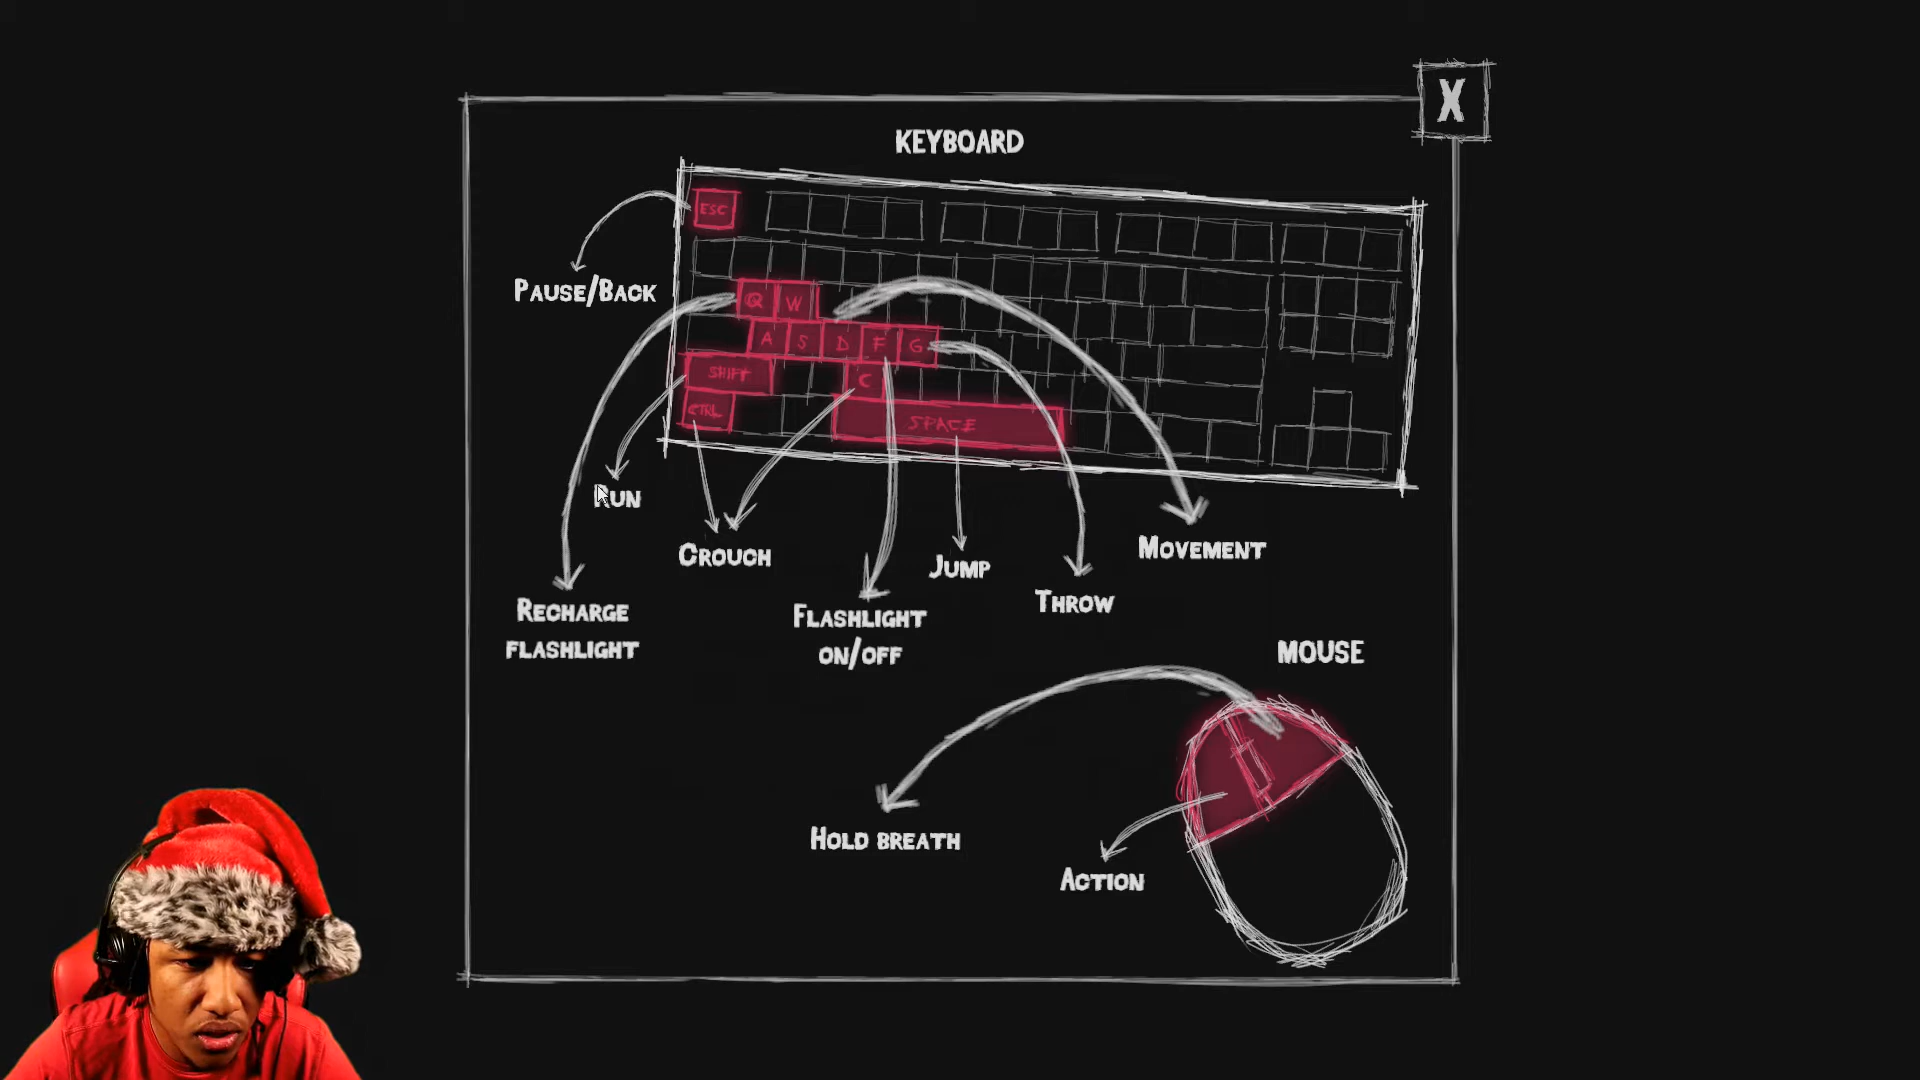 X
KEYBOARD
ESC
PAUSE/BACK
Q W
A S D F G
SHIFT
C
CTRL
SPACE
RUN
CROUCH
JUMP
MOVEMENT
THROW
RECHARGE
FLASHLIGHT
FLASHLIGHT
ON/OFF
MOUSE
HOLD BREATH
ACTION